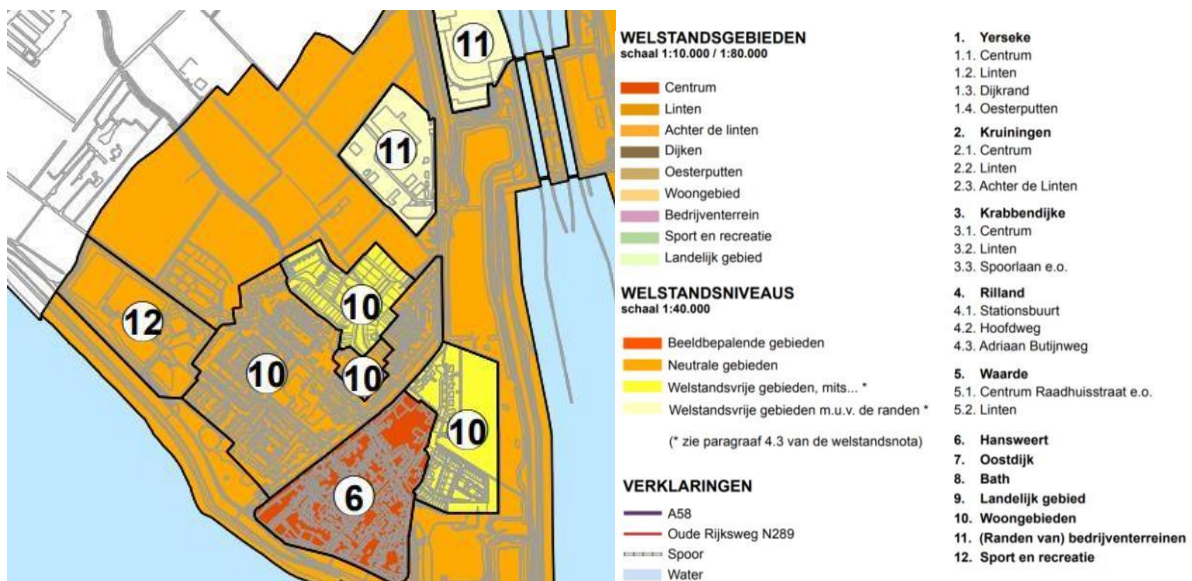 11
11
12
10
10
10
10
6
WELSTANDSGEBIEDEN
schaal 1:10.000 / 1:80.000
Centrum
Linten
Achter de linten
Dijken
Oesterputten
Woongebied
Bedrijventerrein
Sport en recreatie
Landelijk gebied
WELSTANDSNIVEAUS
schaal 1:40.000
Beeldbepalende gebieden
Neutrale gebieden
Welstandsvrije gebieden, mits... *
Welstandsvrije gebieden m.u.v. de randen *
(* zie paragraaf 4.3 van de welstandsnota)
VERKLARINGEN
A58
Oude Rijksweg N289
Spoor
Water
1. Yerseke
1.1. Centrum
1.2. Linten
1.3. Dijkrand
1.4. Oesterputten
2. Kruiningen
2.1. Centrum
2.2. Linten
2.3. Achter de Linten
3. Krabbendijke
3.1. Centrum
3.2. Linten
3.3. Spoorlaan e.o.
4. Rilland
4.1. Stationsbuurt
4.2. Hoofdweg
4.3. Adriaan Butijnweg
5. Waarde
5.1. Centrum Raadhuisstraat e.o.
5.2. Linten
6. Hansweert
7. Oostdijk
8. Bath
9. Landelijk gebied
10. Woongebieden
11. (Randen van) bedrijventerreinen
12. Sport en recreatie